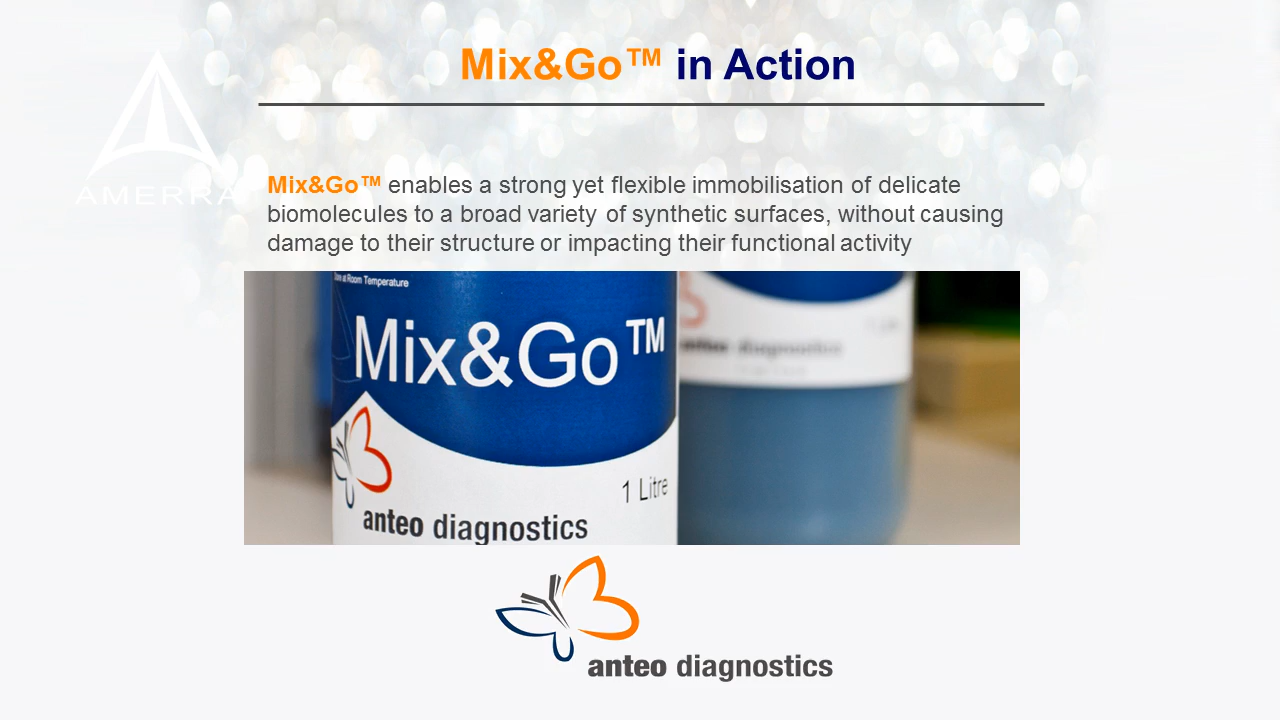 Mix&Go™ in Action
AMERRA
Mix&Go™ enables a strong yet flexible immobilisation of delicate
biomolecules to a broad variety of synthetic surfaces, without causing
damage to their structure or impacting their functional activity
at Room Temperature
Mix&Go™
1 Litre
anteo diagnostics
anteo diagnostics
anteo diagnostics